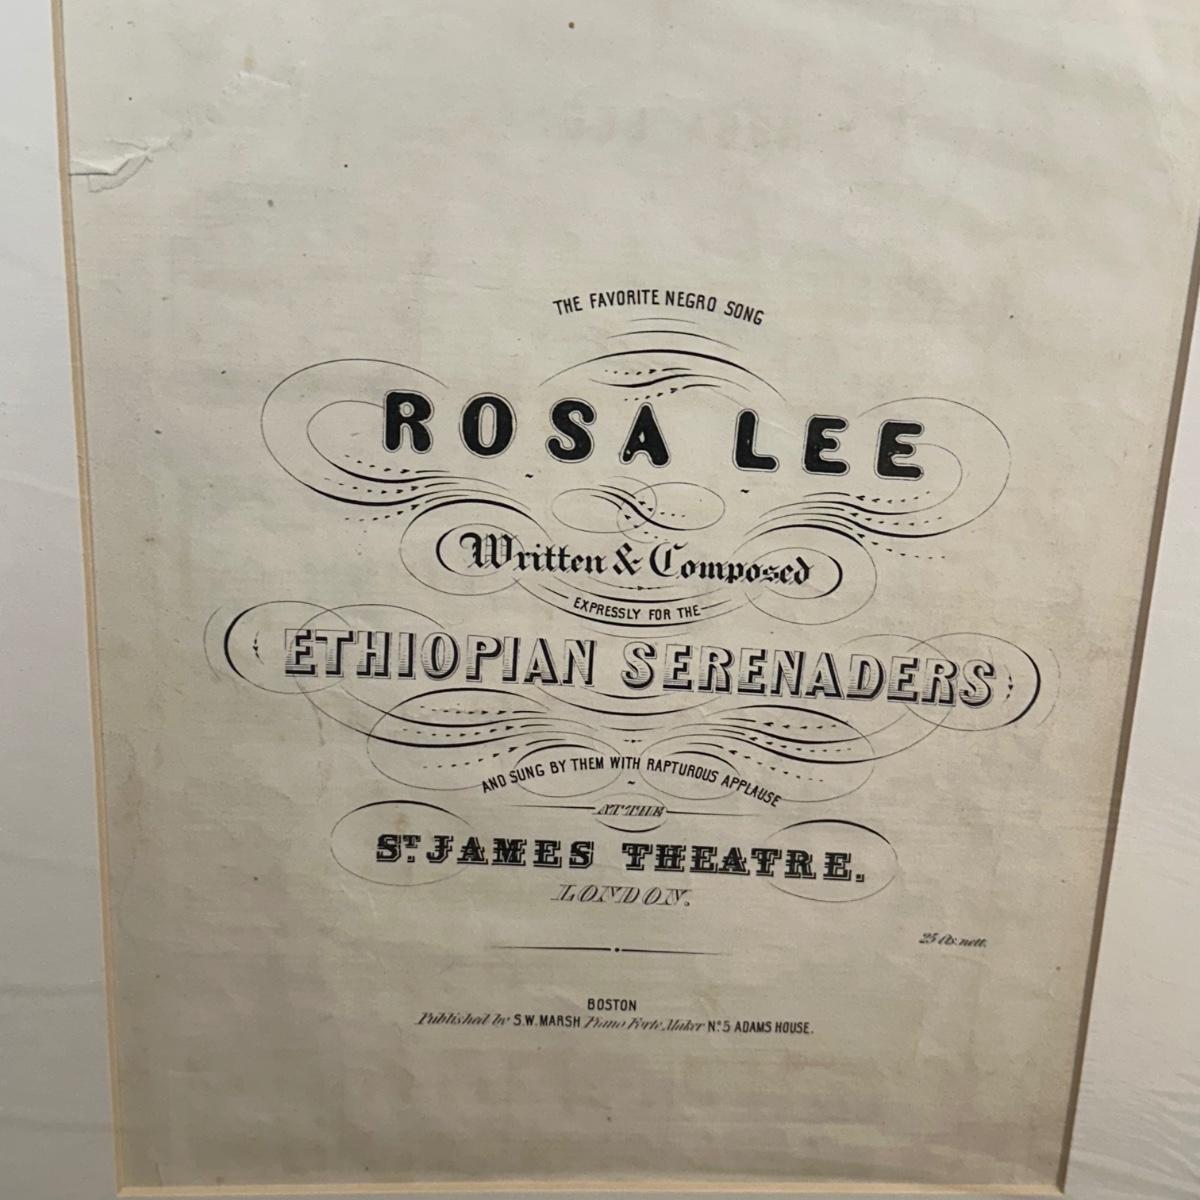 THE FAVORITE NEGRO SONG
ROSA LEE
Written & Composed
EXPRESSLY FOR THE
ETHIOPIAN SERENADERS
AND SUNG BY THEM WITH RAPTUROUS APPLAUSE
AT THE
ST. JAMES THEATRE.
LONDON.
25 cts. nett.
BOSTON
Published by S.W. MARSH Piano Forte Maker No. 5 ADAMS HOUSE.